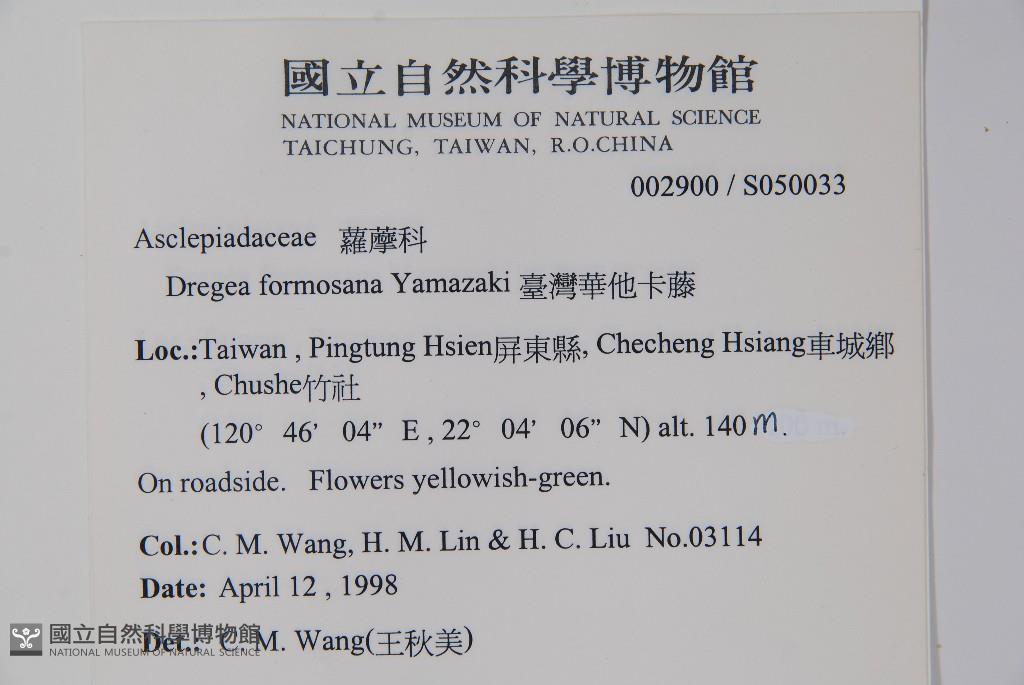 國立自然科學博物館
NATIONAL MUSEUM OF NATURAL SCIENCE
TAICHUNG, TAIWAN, R.O.CHINA
002900 / S050033
Asclepiadaceae 蘿藦科
Dregea formosana Yamazaki 臺灣華他卡藤
Loc.:Taiwan , Pingtung Hsien屏東縣, Checheng Hsiang車城鄉
, Chushe竹社
(120° 46' 04” E , 22° 04' 06” N) alt. 140 m.
On roadside. Flowers yellowish-green.
Col.:C. M. Wang, H. M. Lin & H. C. Liu No.03114
Date: April 12 , 1998
Det.: C. M. Wang(王秋美)
國立自然科學博物館
NATIONAL MUSEUM OF NATURAL SCIENCE